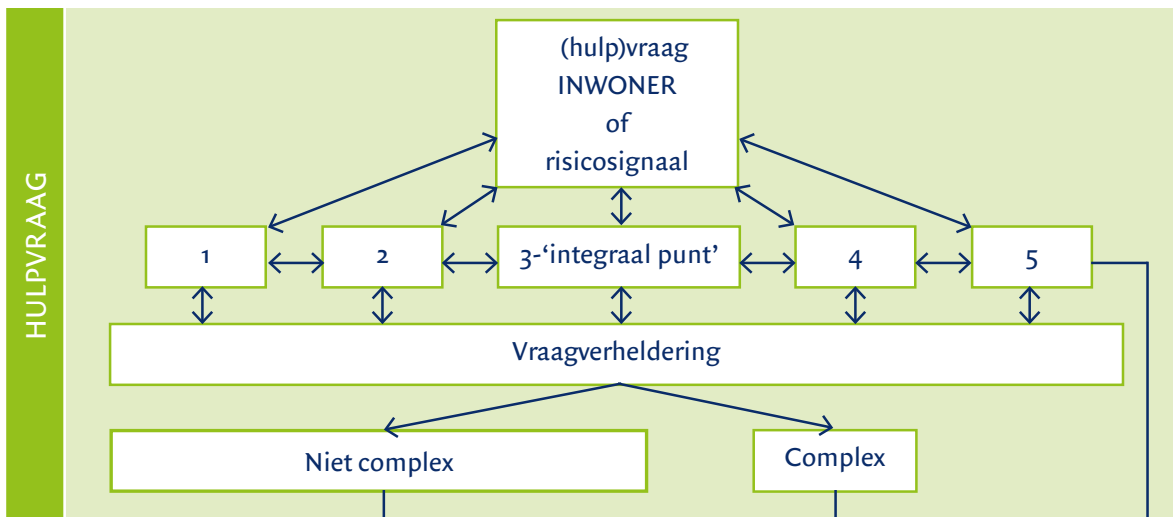 HULPVRAAG
(hulp)vraag
INWONER
of
risicosignaal
1
2
3-‘integraal punt’
4
5
Vraagverheldering
Niet complex
Complex